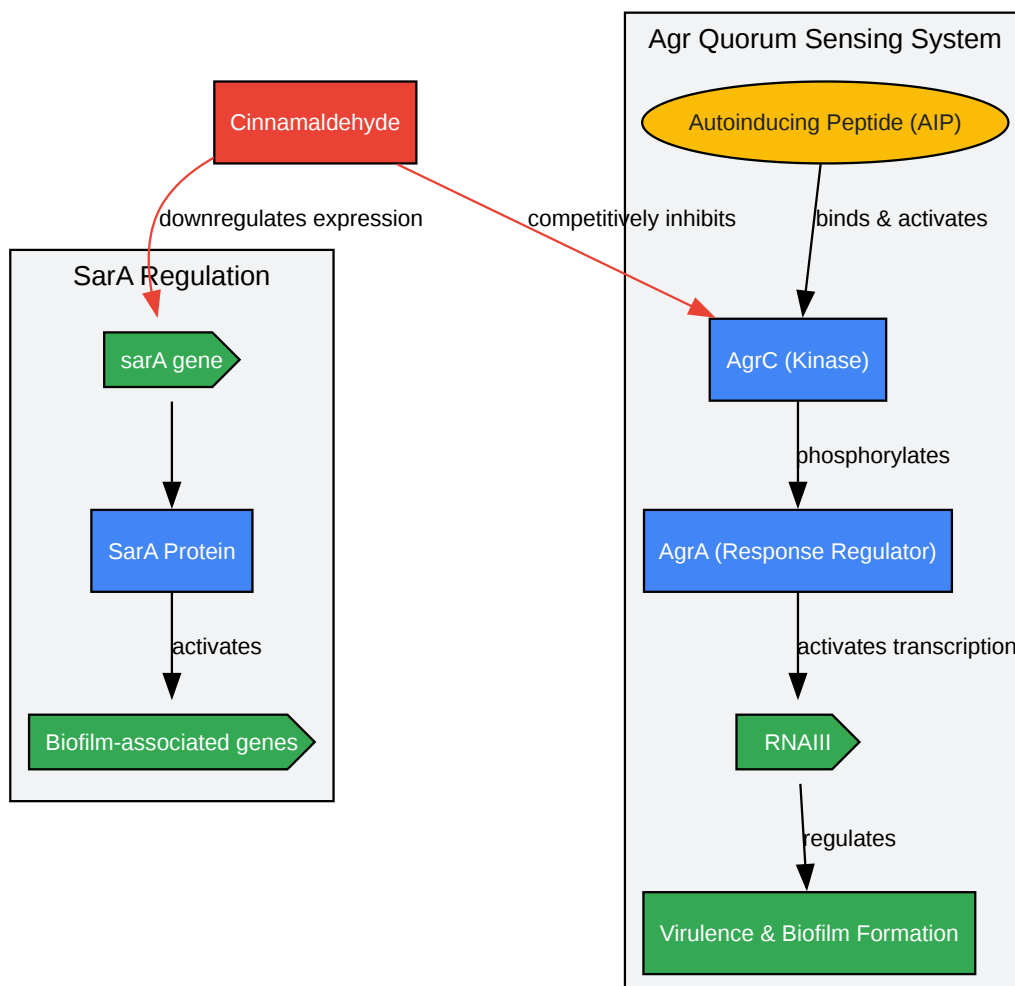 Agr Quorum Sensing System
Cinnamaldehyde
Autoinducing Peptide (AIP)
downregulates expression
competitively inhibits
binds & activates
SarA Regulation
sarA gene
AgrC (Kinase)
phosphorylates
SarA Protein
AgrA (Response Regulator)
activates
activates transcription
Biofilm-associated genes
RNAIII
regulates
Virulence & Biofilm Formation